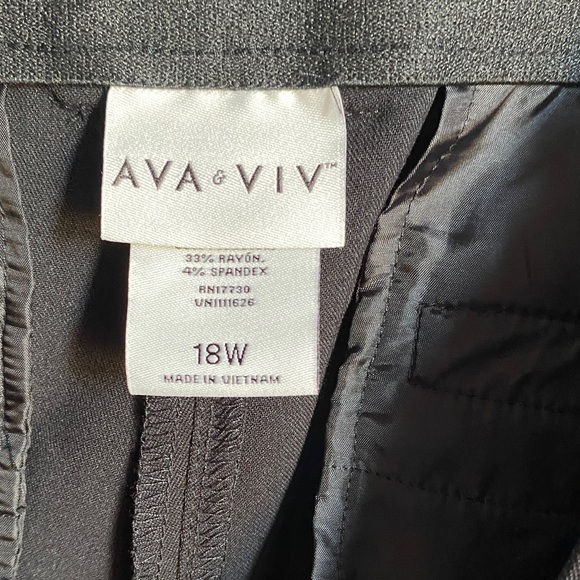 AVA & VIV™
33% RAYON,
4% SPANDEX
RN17730
UN1111626
18W
MADE IN VIETNAM